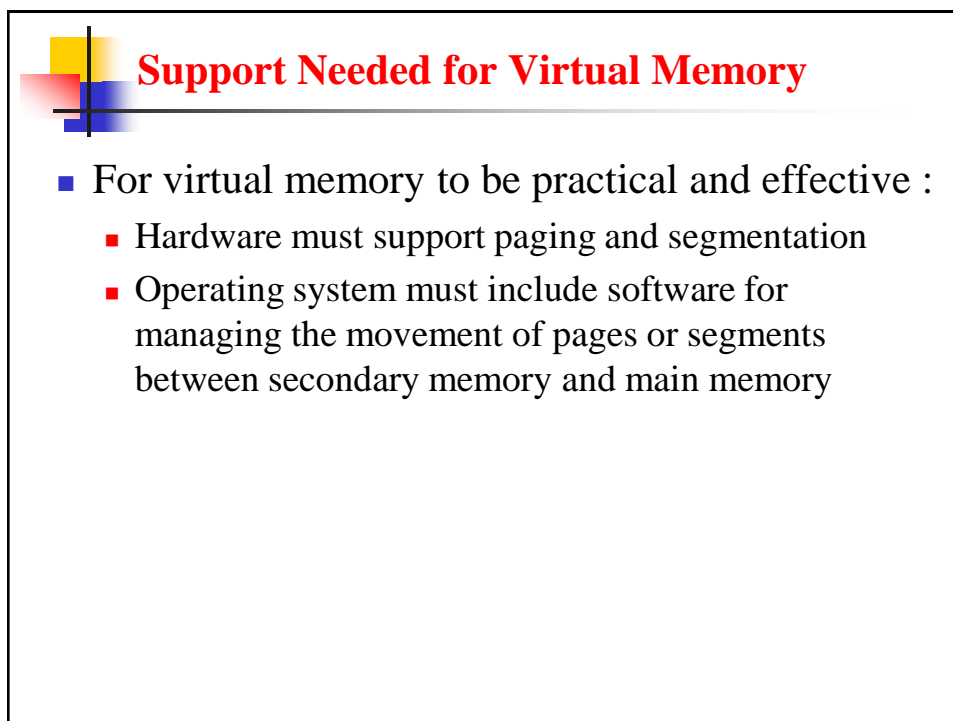 Support Needed for Virtual Memory
For virtual memory to be practical and effective :
Hardware must support paging and segmentation
Operating system must include software for
managing the movement of pages or segments
between secondary memory and main memory